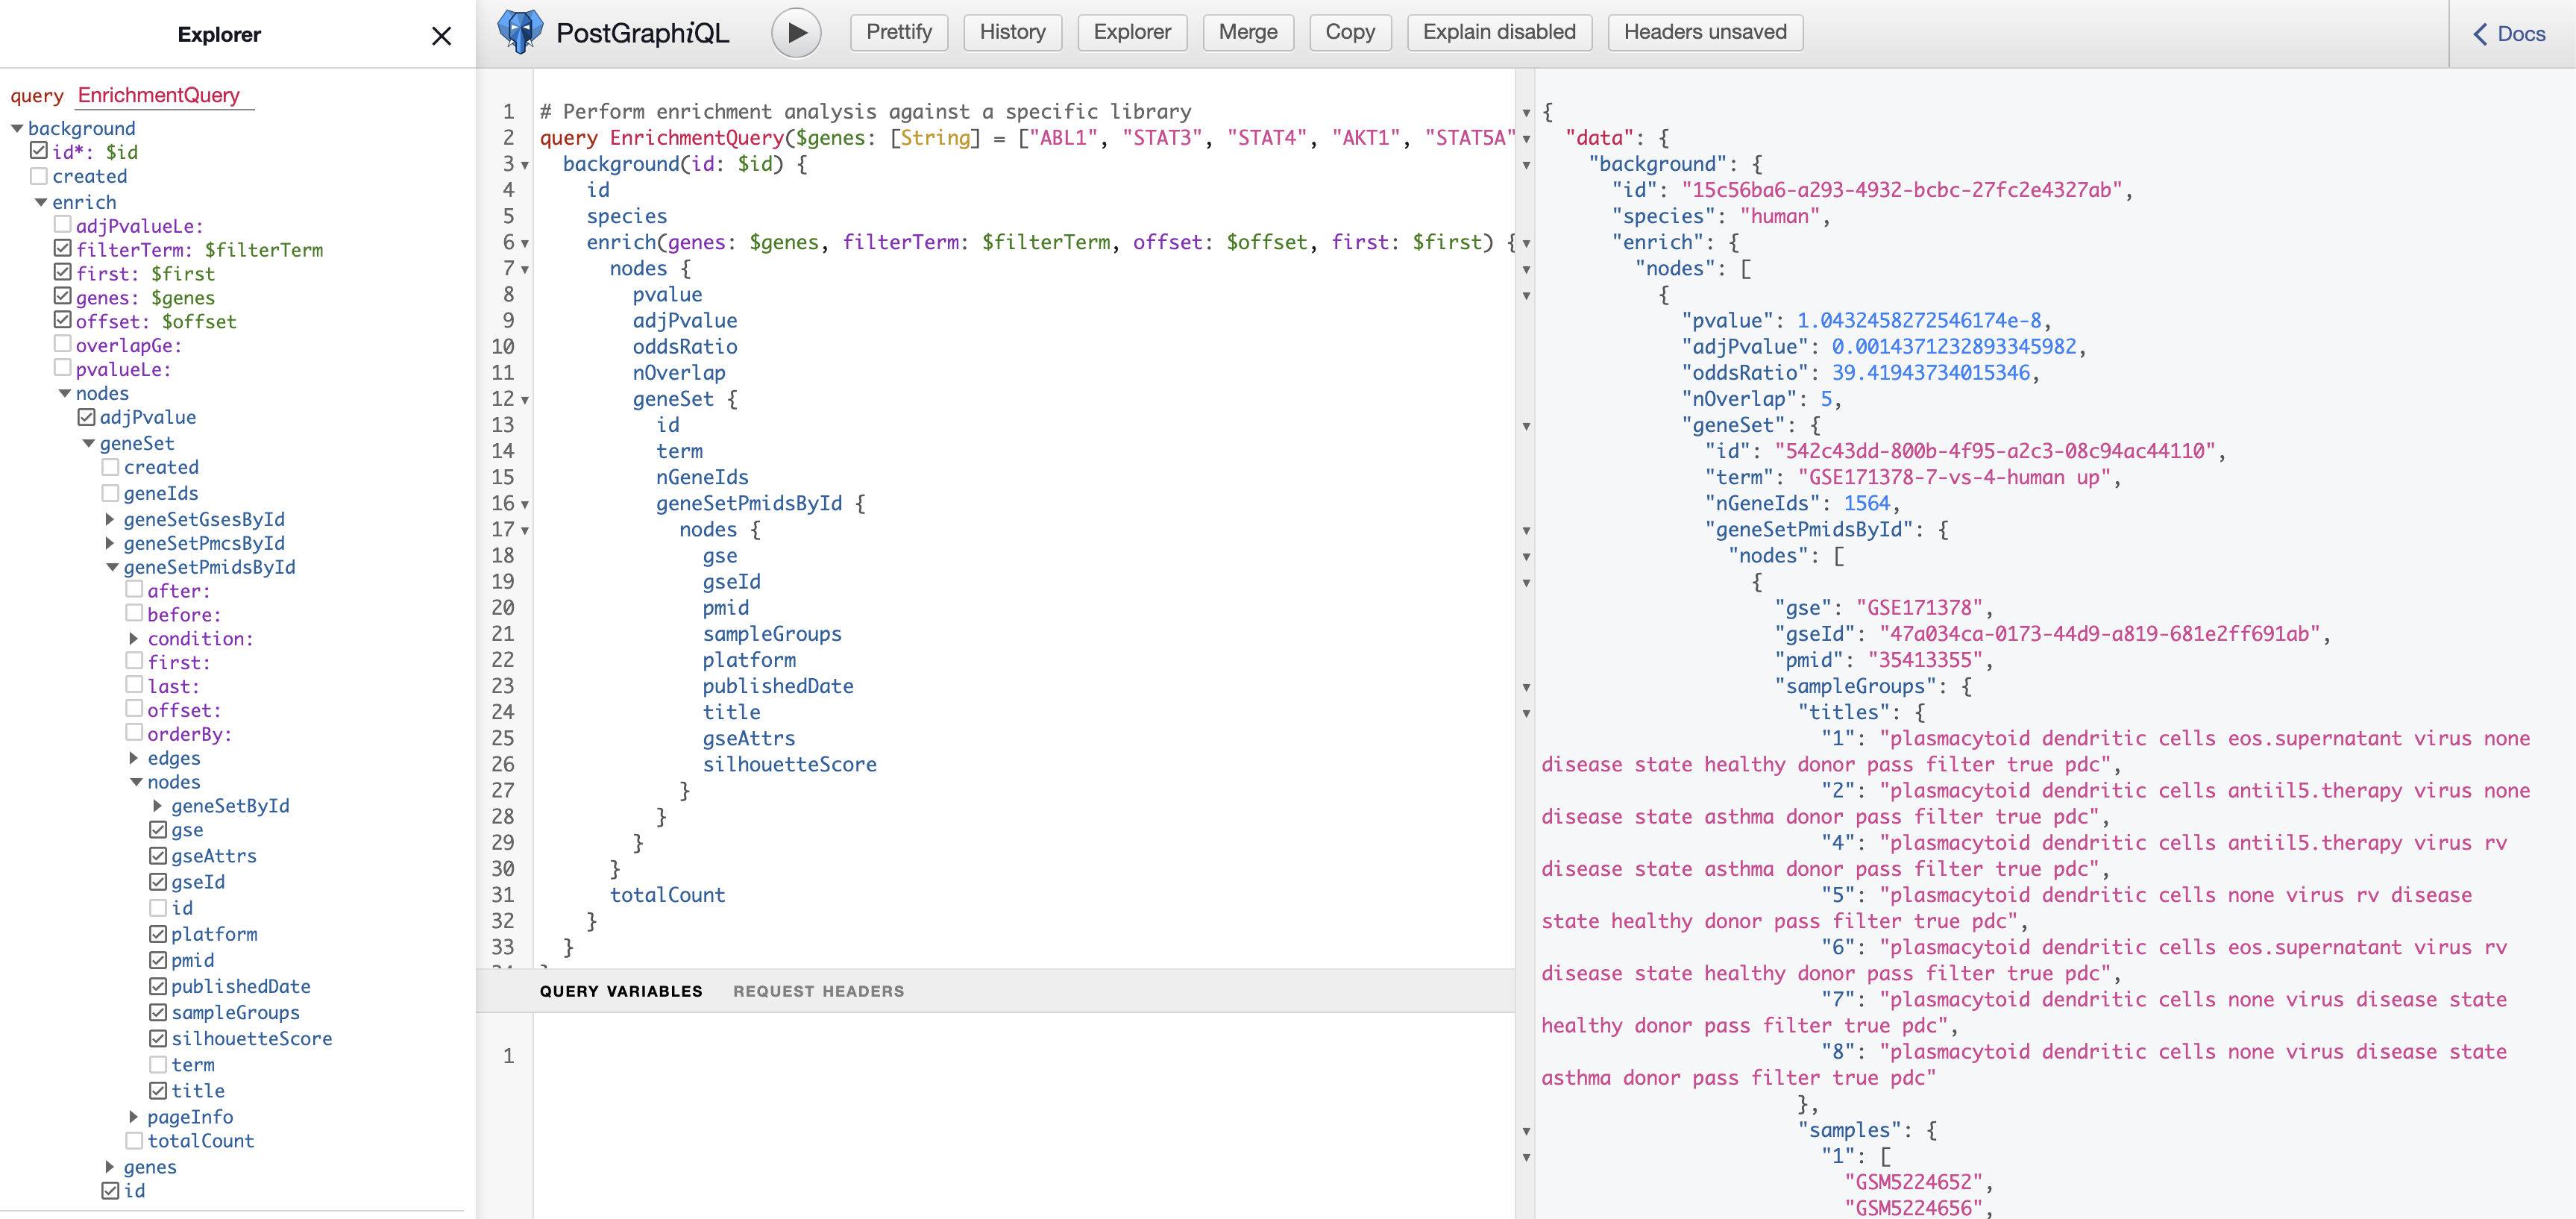 Explorer
query EnrichmentQuery
background
id*: $id
created
enrich
adjPvalueLe:
filterTerm: $filterTerm
first: $first
genes: $genes
offset: $offset
overlapGe:
pvalueLe:
nodes
adjPvalue
geneSet
created
geneIds
geneSetGsesById
geneSetPmcsById
geneSetPmidsById
after:
before:
condition:
first:
last:
offset:
orderBy:
edges
nodes
geneSetById
gse
gseAttrs
gseId
id
platform
pmid
publishedDate
sampleGroups
silhouetteScore
term
title
pageInfo
totalCount
genes
id
PostGraphiQL
Prettify
History
Explorer
Merge
Copy
Explain disabled
Headers unsaved
Docs
1 # Perform enrichment analysis against a specific library
2 query EnrichmentQuery($genes: [String] = ["ABL1", "STAT3", "STAT4", "AKT1", "STAT5A"
3 background(id: $id) {
4 id
5 species
6 enrich(genes: $genes, filterTerm: $filterTerm, offset: $offset, first: $first) {
7 nodes {
8 pvalue
9 adjPvalue
10 oddsRatio
11 nOverlap
12 geneSet {
13 id
14 term
15 nGeneIds
16 geneSetPmidsById {
17 nodes {
18 gse
19 gseId
20 pmid
21 sampleGroups
22 platform
23 publishedDate
24 title
25 gseAttrs
26 silhouetteScore
27 }
28 }
29 }
30 }
31 totalCount
32 }
33 }
QUERY VARIABLES
REQUEST HEADERS
1
{
"data": {
"background": {
"id": "15c56ba6-a293-4932-bcbc-27fc2e4327ab",
"species": "human",
"enrich": {
"nodes": [
{
"pvalue": 1.0432458272546174e-8,
"adjPvalue": 0.0014371232893345982,
"oddsRatio": 39.41943734015346,
"nOverlap": 5,
"geneSet": {
"id": "542c43dd-800b-4f95-a2c3-08c94ac44110",
"term": "GSE171378-7-vs-4-human up",
"nGeneIds": 1564,
"geneSetPmidsById": {
"nodes": [
{
"gse": "GSE171378",
"gseId": "47a034ca-0173-44d9-a819-681e2ff691ab",
"pmid": "35413355",
"sampleGroups": {
"titles": {
"1": "plasmacytoid dendritic cells eos.supernatant virus none
disease state healthy donor pass filter true pdc",
"2": "plasmacytoid dendritic cells antiil5.therapy virus none
disease state asthma donor pass filter true pdc",
"4": "plasmacytoid dendritic cells antiil5.therapy virus rv
disease state asthma donor pass filter true pdc",
"5": "plasmacytoid dendritic cells none virus rv disease
state healthy donor pass filter true pdc",
"6": "plasmacytoid dendritic cells eos.supernatant virus rv
disease state healthy donor pass filter true pdc",
"7": "plasmacytoid dendritic cells none virus disease state
healthy donor pass filter true pdc",
"8": "plasmacytoid dendritic cells none virus disease state
asthma donor pass filter true pdc"
},
"samples": {
"1": [
"GSM5224652",
"GSM5224656",